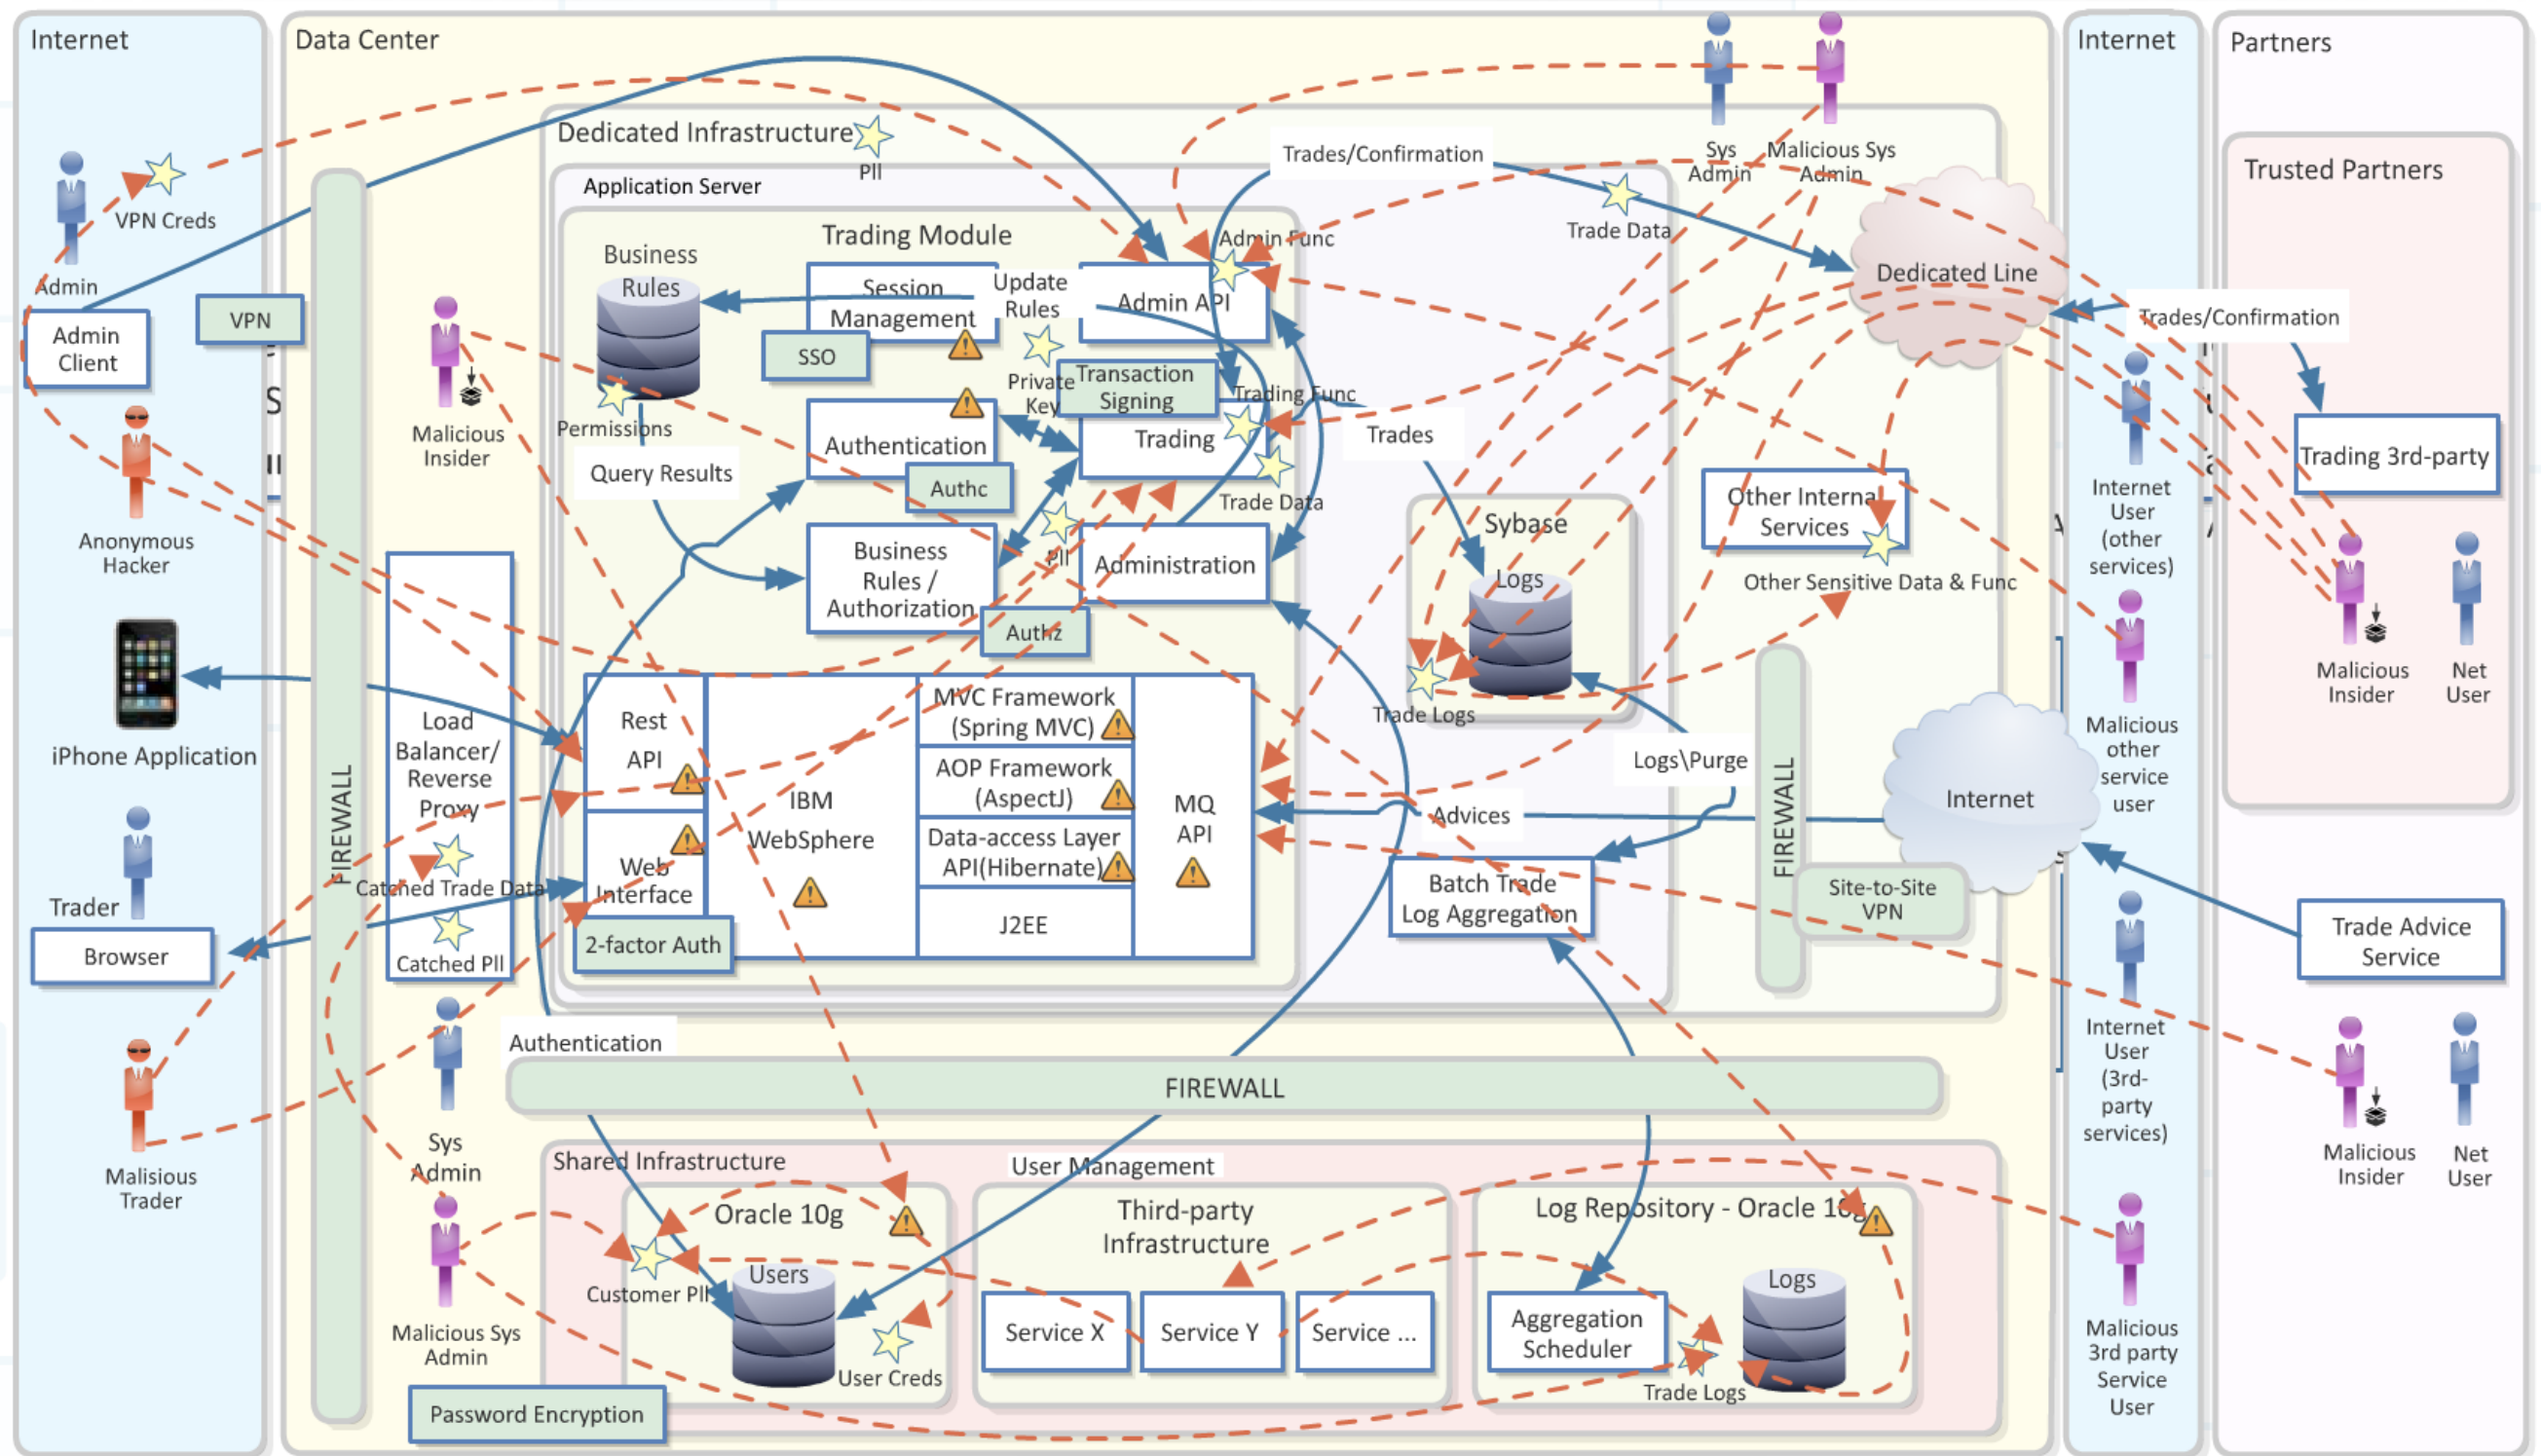 Internet
Data Center
Internet
Partners
Dedicated Infrastructure
PII
Application Server
Trades/Confirmation
Sys
Admin
Malicious Sys
Admin
Trusted Partners
VPN Creds
Trading Module
Trade Data
Admin Func
Business
Rules
Session
Management
Update
Rules
Admin API
Dedicated Line
Admin
VPN
Admin
Client
SSO
Private
Key
Transaction
Signing
Trading Func
Trades/Confirmation
Permissions
Malicious
Insider
Authentication
Trading
Trades
Query Results
Authc
Trade Data
Trading 3rd-party
Internet
User
(other
services)
Other Interna
Services
Sybase
Logs
Anonymous
Hacker
Business
Rules /
Authorization
PII
Administration
Other Sensitive Data & Func
Authz
iPhone Application
Malicious
Insider
Net
User
Trade Logs
Load
Balancer/
Reverse
Proxy
Rest
API
IBM
WebSphere
MVC Framework
(Spring MVC)
AOP Framework
(AspectJ)
Data-access Layer
API(Hibernate)
J2EE
MQ
API
Logs\Purge
Advices
Malicious
other
service
user
Internet
FIREWALL
FIREWALL
Catched Trade Data
Web
Interface
2-factor Auth
Catched PII
Trader
Browser
Batch Trade
Log Aggregation
Site-to-Site
VPN
Trade Advice
Service
Authentication
FIREWALL
Internet
User
(3rd-
party
services)
Sys
Admin
Malisious
Trader
Malicious
Insider
Net
User
Shared Infrastructure
User Management
Oracle 10g
Third-party
Infrastructure
Log Repository - Oracle 10g
Customer PII
Users
User Creds
Service X
Service Y
Service ...
Aggregation
Scheduler
Logs
Trade Logs
Malicious Sys
Admin
Password Encryption
Malicious
3rd party
Service
User